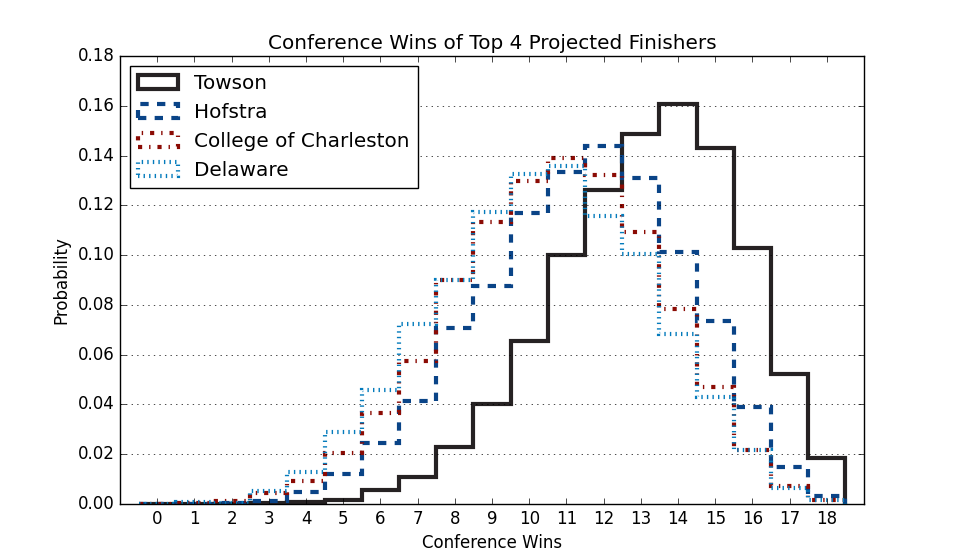 Conference Wins of Top 4 Projected Finishers
0.18
0.16
0.14
0.12
0.10
0.08
0.06
0.04
0.02
0.00
Probability
Towson
Hofstra
College of Charleston
Delaware
0 1 2 3 4 5 6 7 8 9 10 11 12 13 14 15 16 17 18
Conference Wins